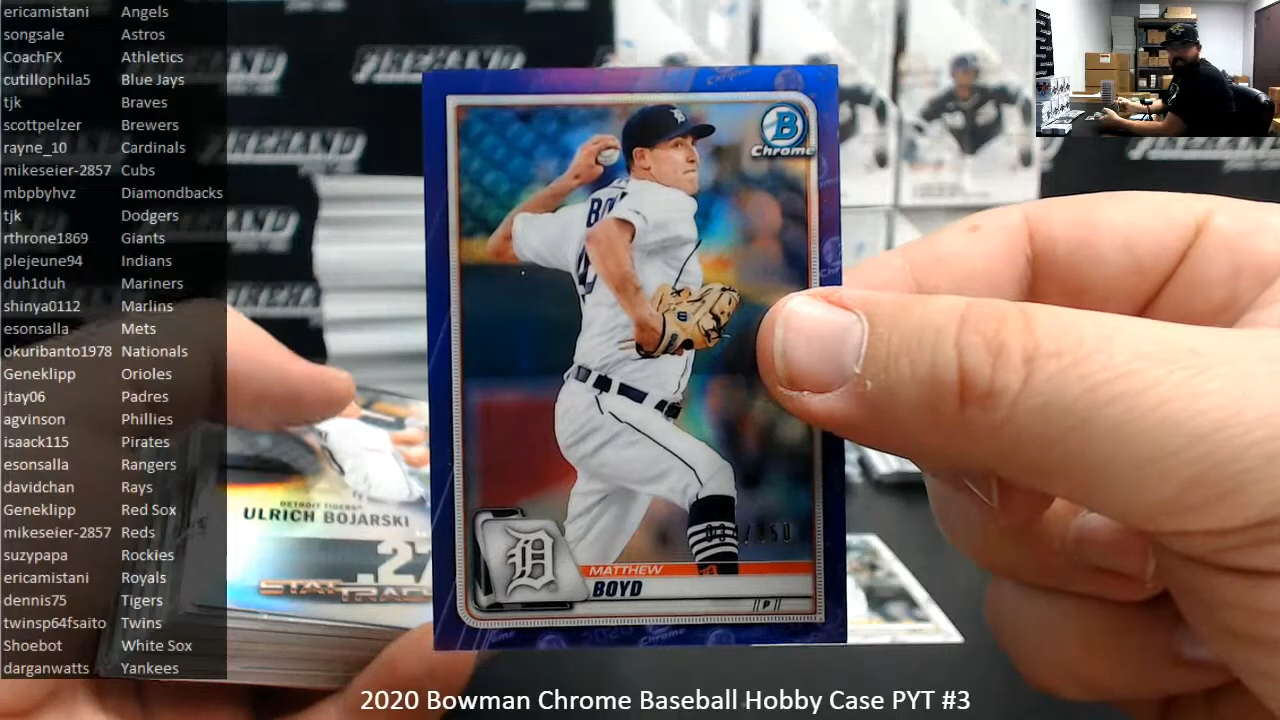 ericamistani Angels
songsale Astros
CoachFX Athletics
cutillophila5 Blue Jays
tjk Braves
scottpelzer Brewers
rayne_10 Cardinals
mikeseier-2857 Cubs
mbpbyhvz Diamondbacks
tjk Dodgers
rthrone1869 Giants
plejeune94 Indians
duh1duh Mariners
shinya0112 Marlins
esonsalla Mets
okuribanto1978 Nationals
Geneklipp Orioles
jtay06 Padres
agvinson Phillies
isaack115 Pirates
esonsalla Rangers
davidchan Rays
Geneklipp Red Sox
mikeseier-2857 Reds
suzypapa Rockies
ericamistani Royals
dennis75 Tigers
twinsp64fsaito Twins
Shoebot White Sox
darganwatts Yankees
B
Chrome
D
MATTHEW
BOYD
P
DETROIT TIGERS
ULRICH BOJARSKI
STAT TRACK
2020 Bowman Chrome Baseball Hobby Case PYT #3